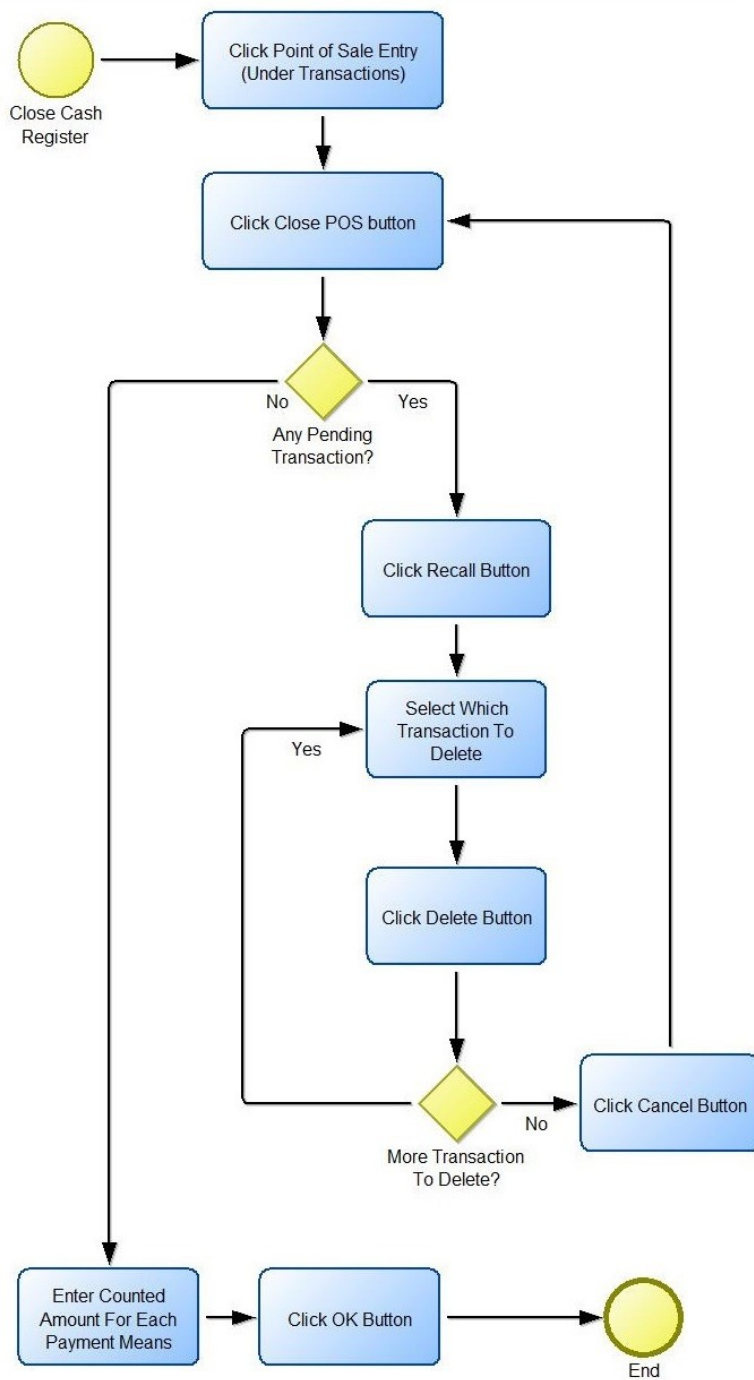 Click Point of Sale Entry
(Under Transactions)
Close Cash
Register
Click Close POS button
No
Yes
Any Pending
Transaction?
Click Recall Button
Select Which
Transaction To
Delete
Yes
Click Delete Button
Click Cancel Button
No
More Transaction
To Delete?
Enter Counted
Amount For Each
Payment Means
Click OK Button
End